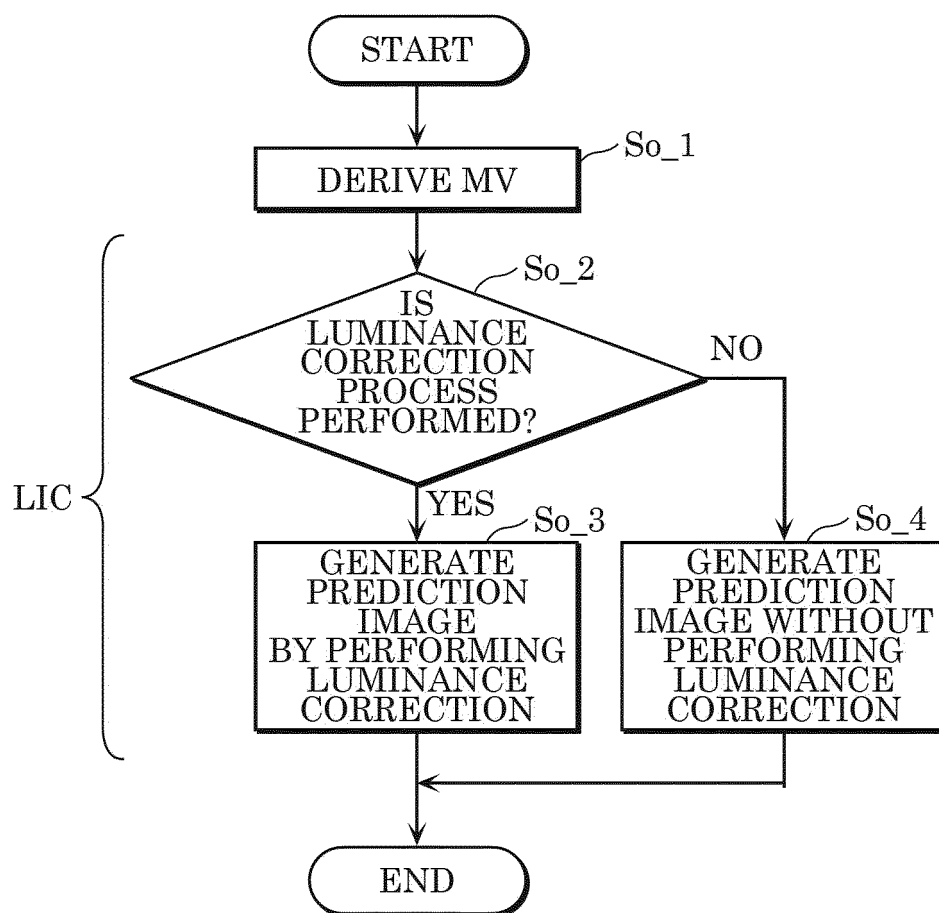 START
So_1
DERIVE MV
So_2
IS
LUMINANCE
CORRECTION
PROCESS
PERFORMED?
NO
LIC
YES
So_3
GENERATE
PREDICTION
IMAGE
BY PERFORMING
LUMINANCE
CORRECTION
So_4
GENERATE
PREDICTION
IMAGE WITHOUT
PERFORMING
LUMINANCE
CORRECTION
END